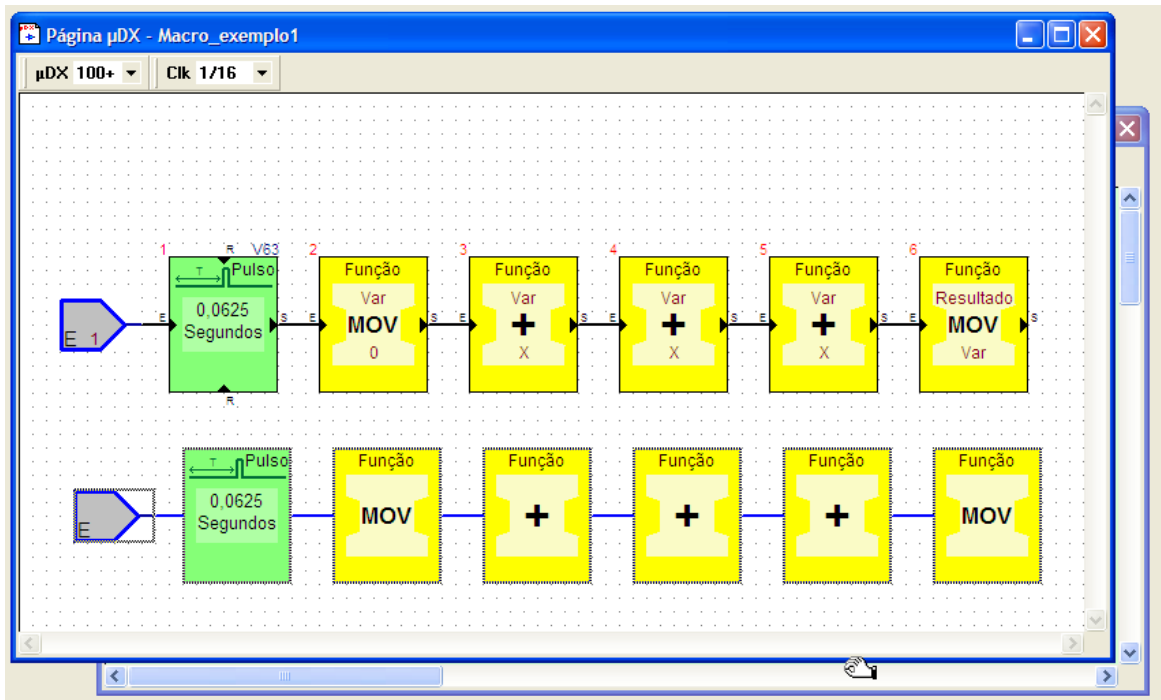 Página µDX - Macro_exemplo1
µDX 100+ Clk 1/16
1 R V63 2 3 4 5 6
T Pulso Função Função Função Função Função
Var Var Var Var Resultado
0,0625 MOV + + + MOV
Segundos 0 X X X Var
E 1 E S E S E S E S E S E S
R
T Pulso Função Função Função Função Função
0,0625
Segundos MOV + + + MOV
E